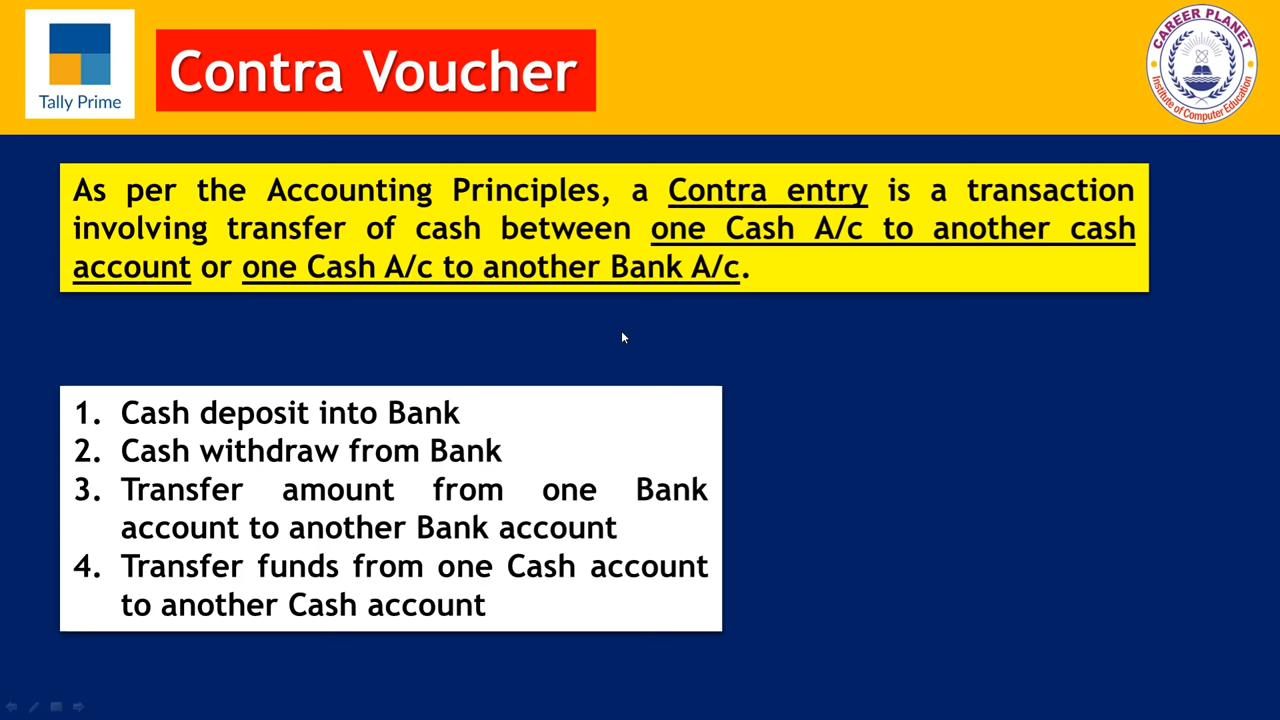 Tally Prime
Contra Voucher
CAREER PLANET
Institute of Computer Education
As per the Accounting Principles, a Contra entry is a transaction
involving transfer of cash between one Cash A/c to another cash
account or one Cash A/c to another Bank A/c.
1. Cash deposit into Bank
2. Cash withdraw from Bank
3. Transfer amount from one Bank
account to another Bank account
4. Transfer funds from one Cash account
to another Cash account